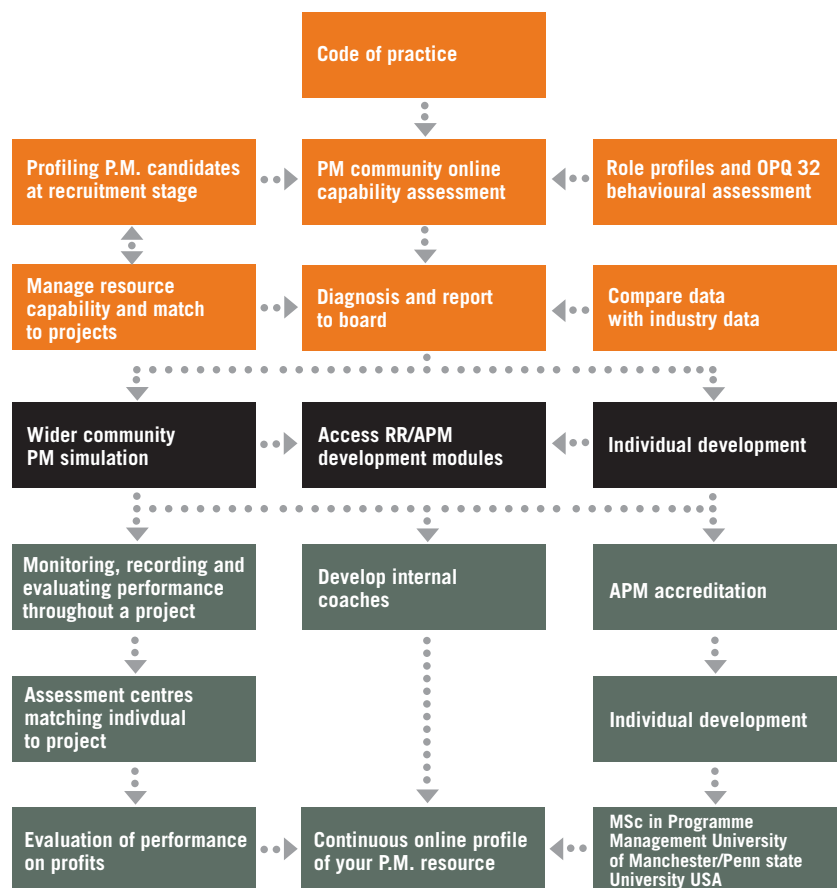 Code of practice
Profiling P.M. candidates
at recruitment stage
PM community online
capability assessment
Role profiles and OPQ 32
behavioural assessment
Manage resource
capability and match
to projects
Diagnosis and report
to board
Compare data
with industry data
Wider community
PM simulation
Access RR/APM
development modules
Individual development
Monitoring, recording and
evaluating performance
throughout a project
Develop internal
coaches
APM accreditation
Assessment centres
matching indivdual
to project
Individual development
Evaluation of performance
on profits
Continuous online profile
of your P.M. resource
MSc in Programme
Management University
of Manchester/Penn state
University USA